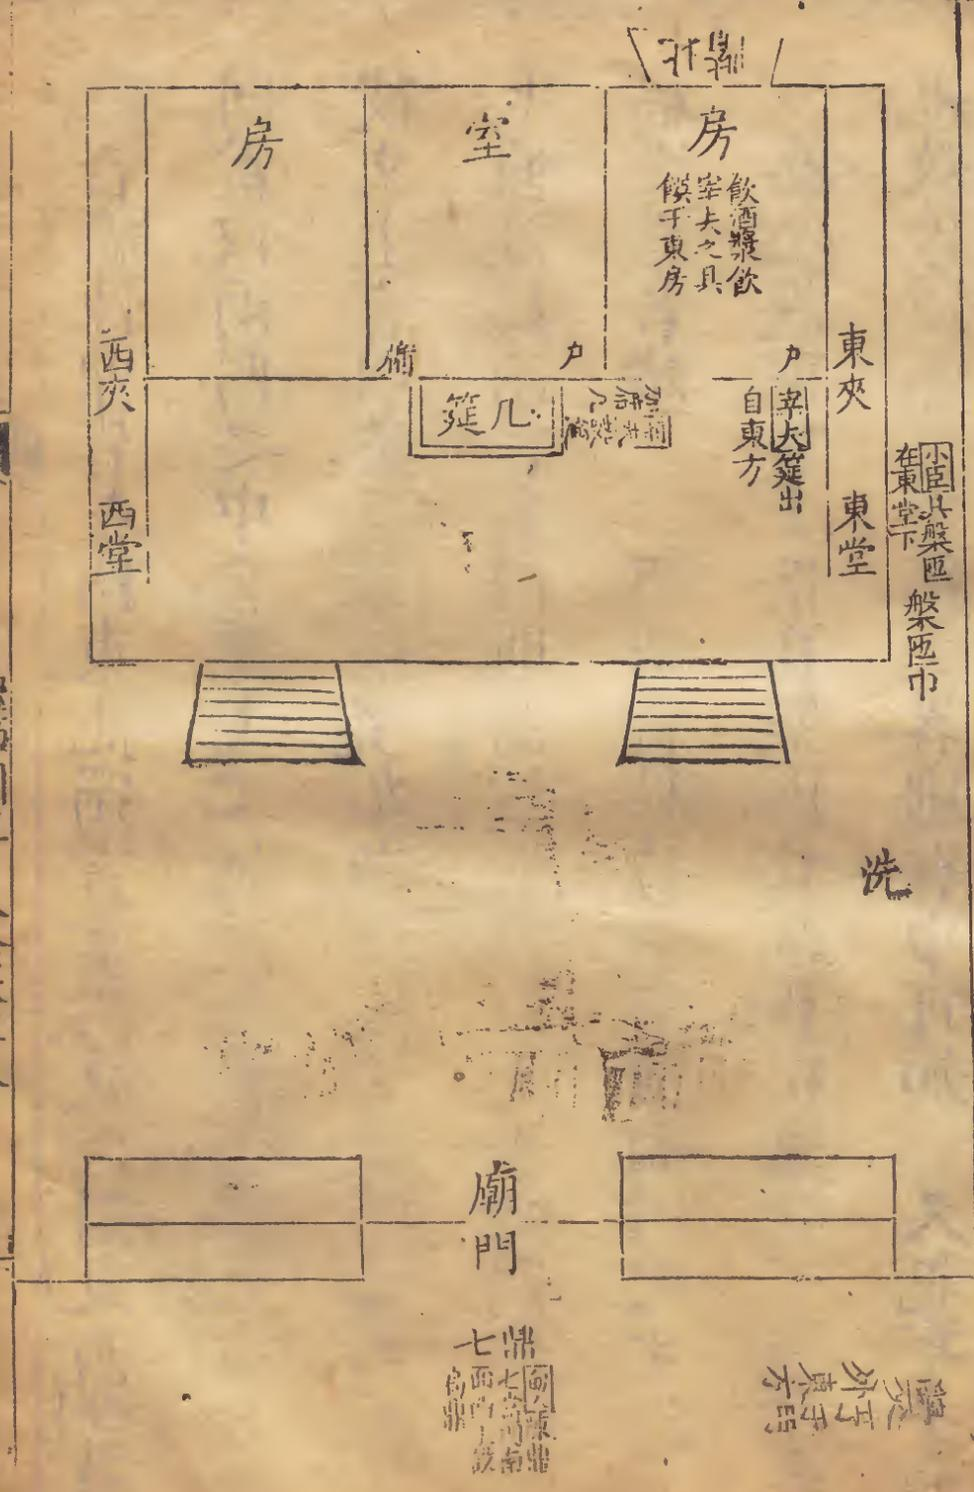 房
飲酒漿飲
宰夫之具
饌于東房
室
房
東夾
戶
戶
牖
西夾
几
筵
宰夫筵出
自東方
東堂
西堂
小臣具槃匜
在東堂下
槃匜巾
洗
廟
門
鼎
七